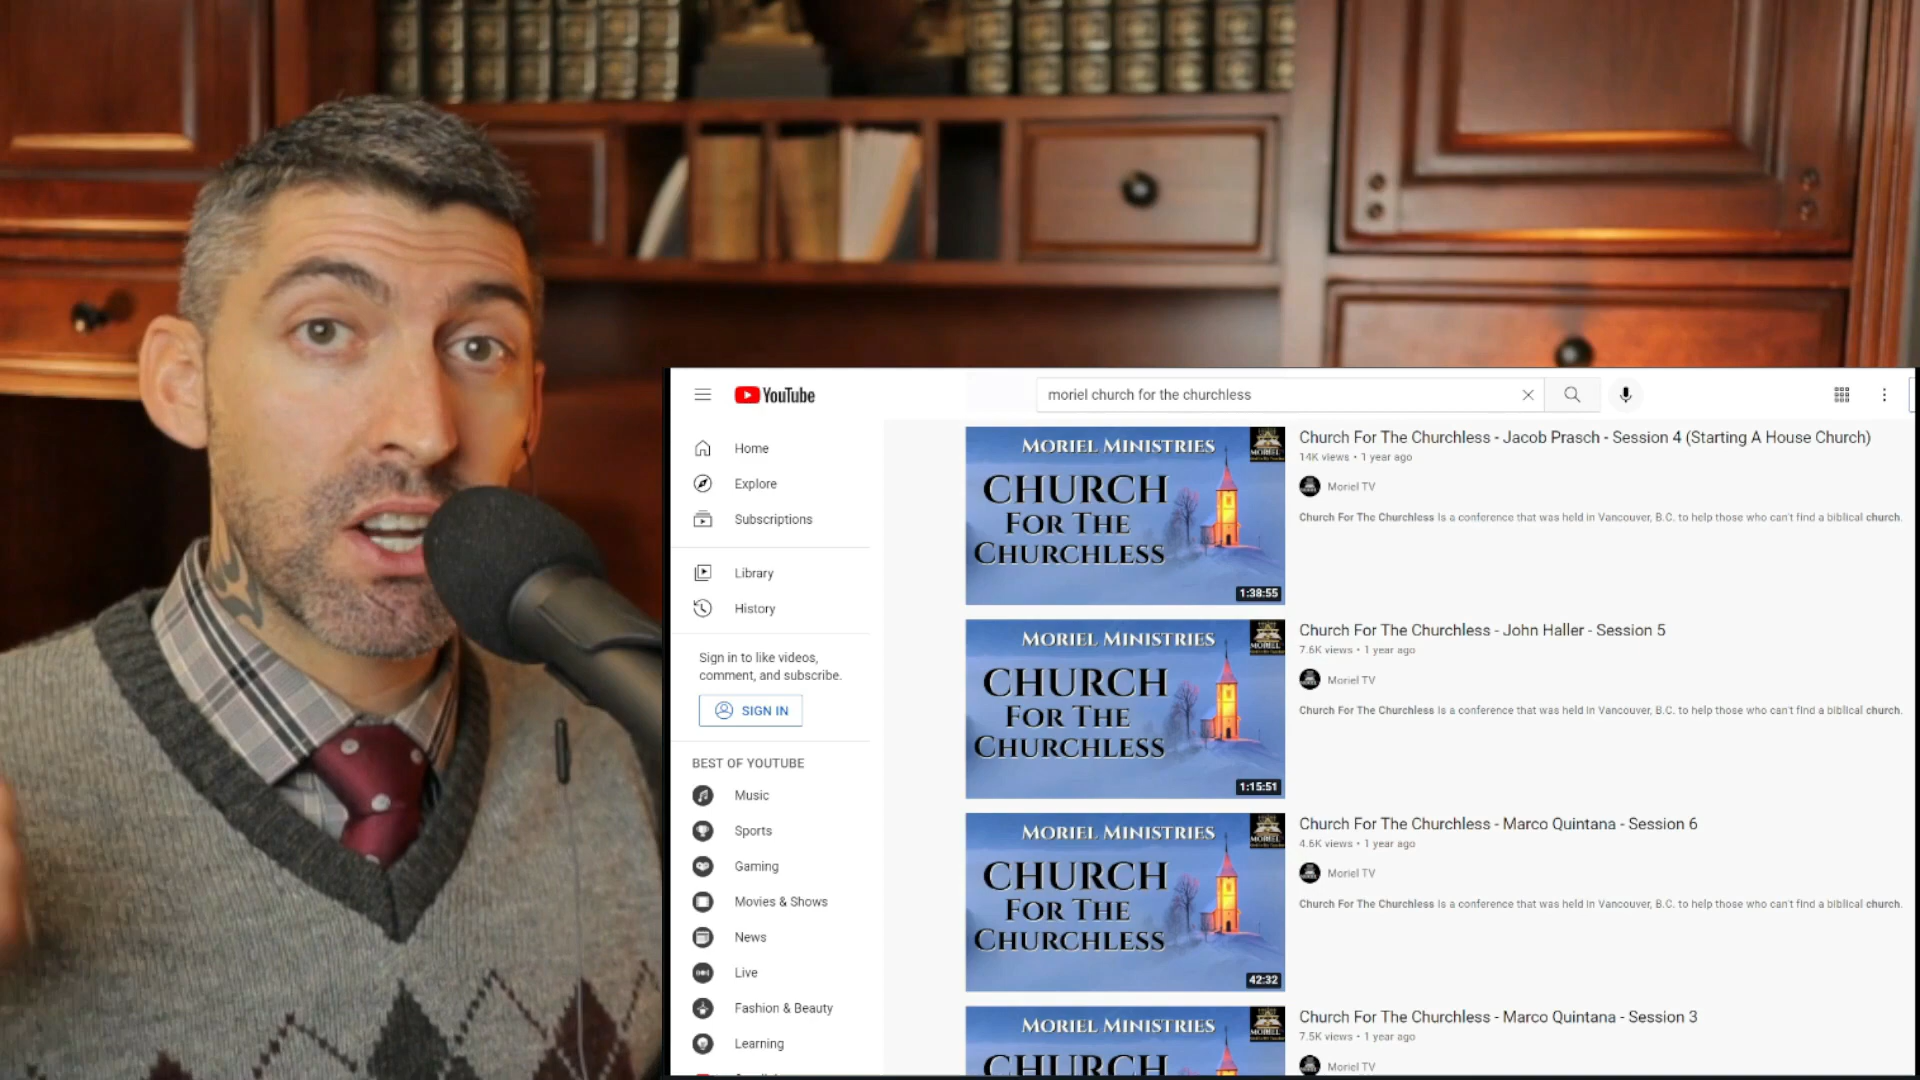 YouTube
moriel church for the churchless
Home
Explore
Subscriptions
Library
History
Sign in to like videos,
comment, and subscribe.
SIGN IN
BEST OF YOUTUBE
Music
Sports
Gaming
Movies & Shows
News
Live
Fashion & Beauty
Learning
MORIEL MINISTRIES
MORIEL
CHURCH
FOR THE
CHURCHLESS
1:38:55
Church For The Churchless - Jacob Prasch - Session 4 (Starting A House Church)
14K views • 1 year ago
Moriel TV
Church For The Churchless is a conference that was held in Vancouver, B.C. to help those who can't find a biblical church.
MORIEL MINISTRIES
MORIEL
CHURCH
FOR THE
CHURCHLESS
1:15:51
Church For The Churchless - John Haller - Session 5
7.6K views • 1 year ago
Moriel TV
Church For The Churchless is a conference that was held in Vancouver, B.C. to help those who can't find a biblical church.
MORIEL MINISTRIES
MORIEL
CHURCH
FOR THE
CHURCHLESS
42:32
Church For The Churchless - Marco Quintana - Session 6
4.6K views • 1 year ago
Moriel TV
Church For The Churchless is a conference that was held in Vancouver, B.C. to help those who can't find a biblical church.
MORIEL MINISTRIES
MORIEL
CHURCH
Church For The Churchless - Marco Quintana - Session 3
7.5K views • 1 year ago
Moriel TV